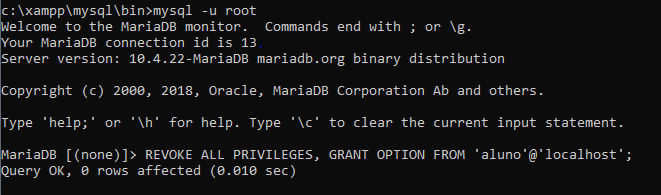 c:\xampp\mysql\bin>mysql -u root
Welcome to the MariaDB monitor.  Commands end with ; or \g.
Your MariaDB connection id is 13
Server version: 10.4.22-MariaDB mariadb.org binary distribution
Copyright (c) 2000, 2018, Oracle, MariaDB Corporation Ab and others.
Type 'help;' or '\h' for help. Type '\c' to clear the current input statement.
MariaDB [(none)]> REVOKE ALL PRIVILEGES, GRANT OPTION FROM 'aluno'@'localhost';
Query OK, 0 rows affected (0.010 sec)